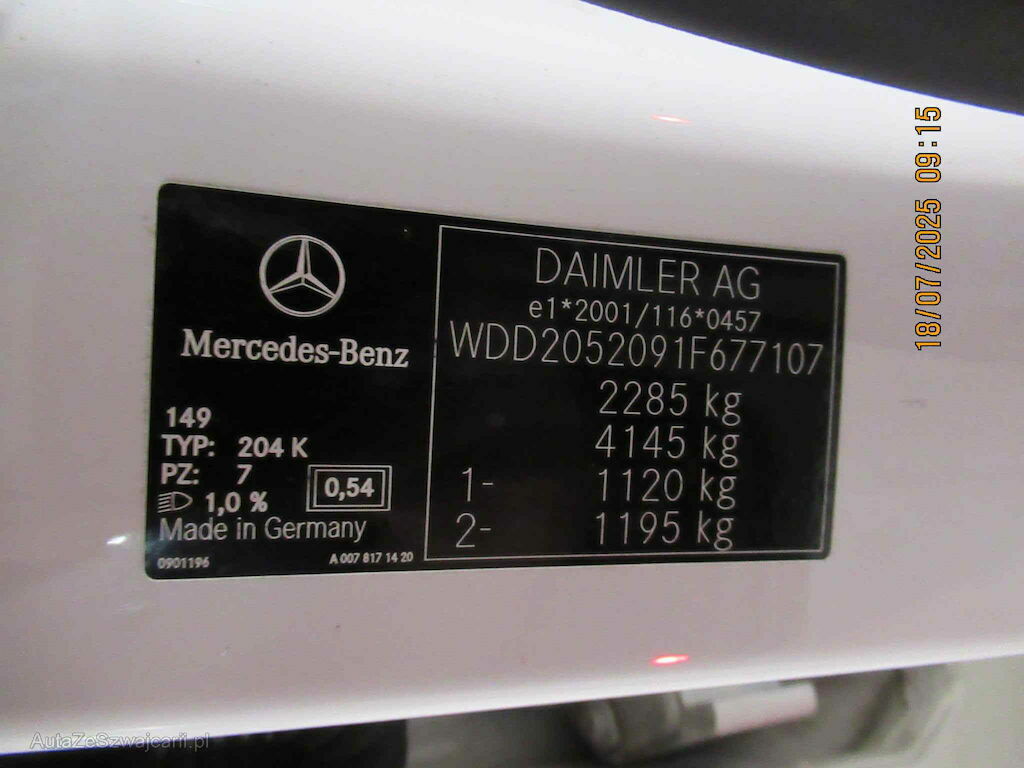 Mercedes-Benz
149
TYP: 204 K
PZ: 7
1,0 %
0,54
Made in Germany
0901196
A 007 817 14 20
DAIMLER AG
e1*2001/116*0457
WDD2052091F677107
2285 kg
4145 kg
1- 1120 kg
2- 1195 kg
18/07/2025 09:15
AutaZeSzwajcarii.pl